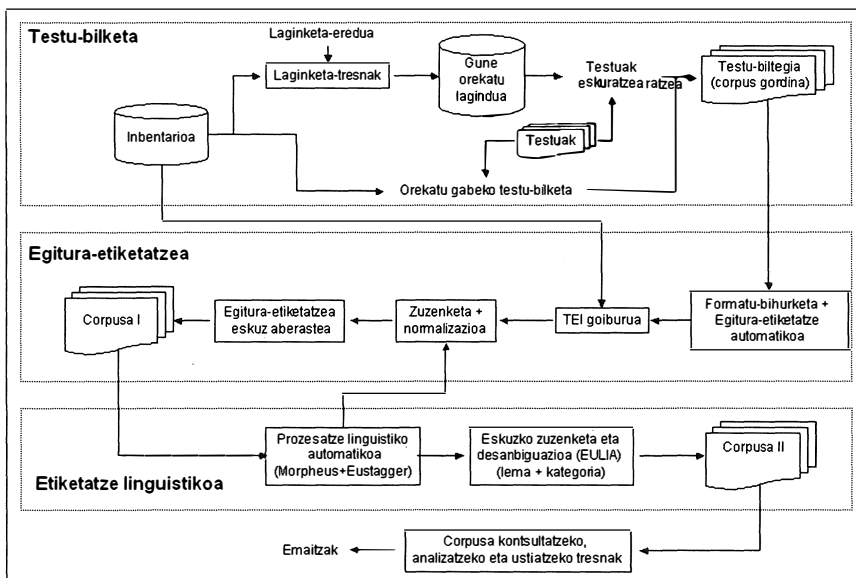 Testu-bilketa
Laginketa-eredua
Laginketa-tresnak
Gune
orekatu
lagindua
Testuak
eskuratzea ratzea
Testu-biltegia
(corpus gordina)
Inbentarioa
Testuak
Orekatu gabeko testu-bilketa
Egitura-etiketatzea
Corpusa I
Egitura-etiketatzea
eskuz aberastea
Zuzenketa +
normalizazioa
TEI goiburua
Formatu-bihurketa +
Egitura-etiketatze
automatikoa
Prozesatze linguistiko
automatikoa
(Morpheus+Eustagger)
Eskuzko zuzenketa eta
desanbiguazioa (EULIA)
(lema + kategoria)
Corpusa II
Etiketatze linguistikoa
Emaitzak
Corpusa kontsultatzeko,
analizatzeko eta ustiatzeko tresnak